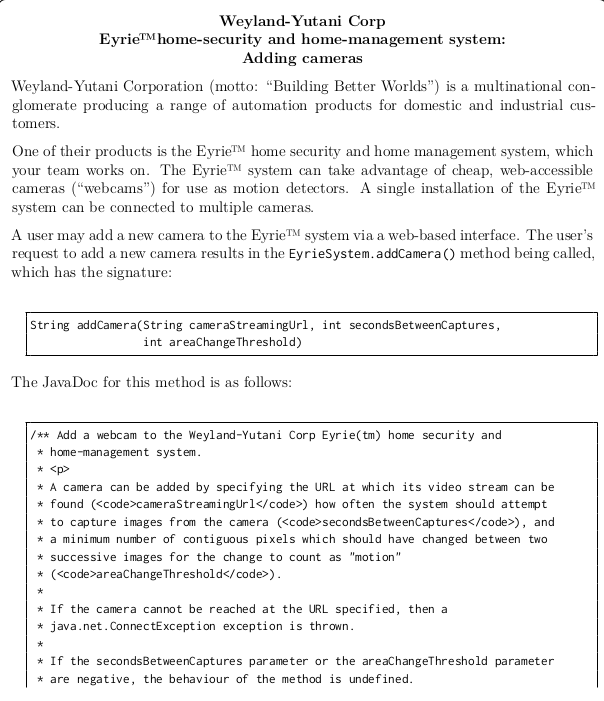 Weyland-Yutani Corp
Eyrie™home-security and home-management system:
Adding cameras
Weyland-Yutani Corporation (motto: “Building Better Worlds”) is a multinational con-
glomerate producing a range of automation products for domestic and industrial cus-
tomers.
One of their products is the Eyrie™ home security and home management system, which
your team works on. The Eyrie™ system can take advantage of cheap, web-accessible
cameras (“webcams”) for use as motion detectors. A single installation of the Eyrie™
system can be connected to multiple cameras.
A user may add a new camera to the Eyrie™ system via a web-based interface. The user’s
request to add a new camera results in the EyrieSystem.addCamera() method being called,
which has the signature:
String addCamera(String cameraStreamingUrl, int secondsBetweenCaptures,
int areaChangeThreshold)
The JavaDoc for this method is as follows:
/** Add a webcam to the Weyland-Yutani Corp Eyrie(tm) home security and
* home-management system.
* <p>
* A camera can be added by specifying the URL at which its video stream can be
* found (<code>cameraStreamingUrl</code>) how often the system should attempt
* to capture images from the camera (<code>secondsBetweenCaptures</code>), and
* a minimum number of contiguous pixels which should have changed between two
* successive images for the change to count as "motion"
* (<code>areaChangeThreshold</code>).
*
* If the camera cannot be reached at the URL specified, then a
* java.net.ConnectException exception is thrown.
*
* If the secondsBetweenCaptures parameter or the areaChangeThreshold parameter
* are negative, the behaviour of the method is undefined.